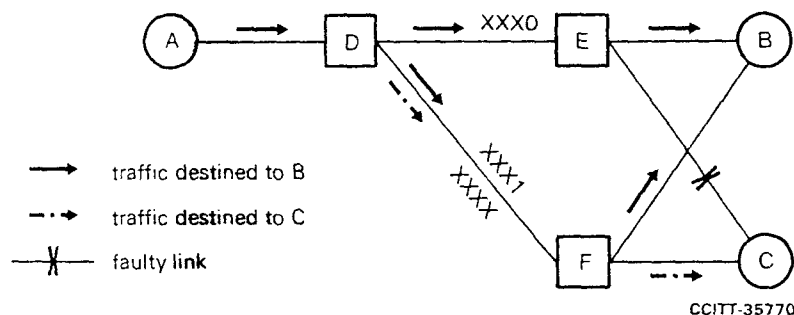 A
D
XXX0
E
B
XXX1
XXXX
traffic destined to B
traffic destined to C
faulty link
F
C
CCITT-35770